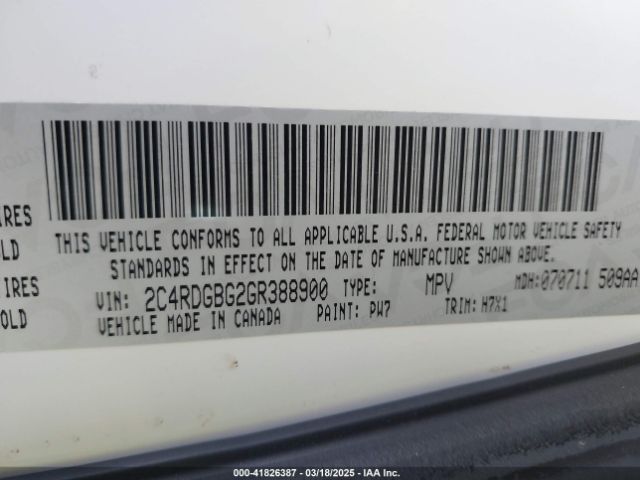 IRES
OLD
IRES
OLD
THIS VEHICLE CONFORMS TO ALL APPLICABLE U.S.A. FEDERAL MOTOR VEHICLE SAFETY
STANDARDS IN EFFECT ON THE DATE OF MANUFACTURE SHOWN ABOVE.
VIN: 2C4RDGBG2GR388900 TYPE: MPV MDH:070711 509AA
VEHICLE MADE IN CANADA PAINT: PW7 TRIM: H7X1
000-41826387 | 03/18/2025 | IAA Inc.